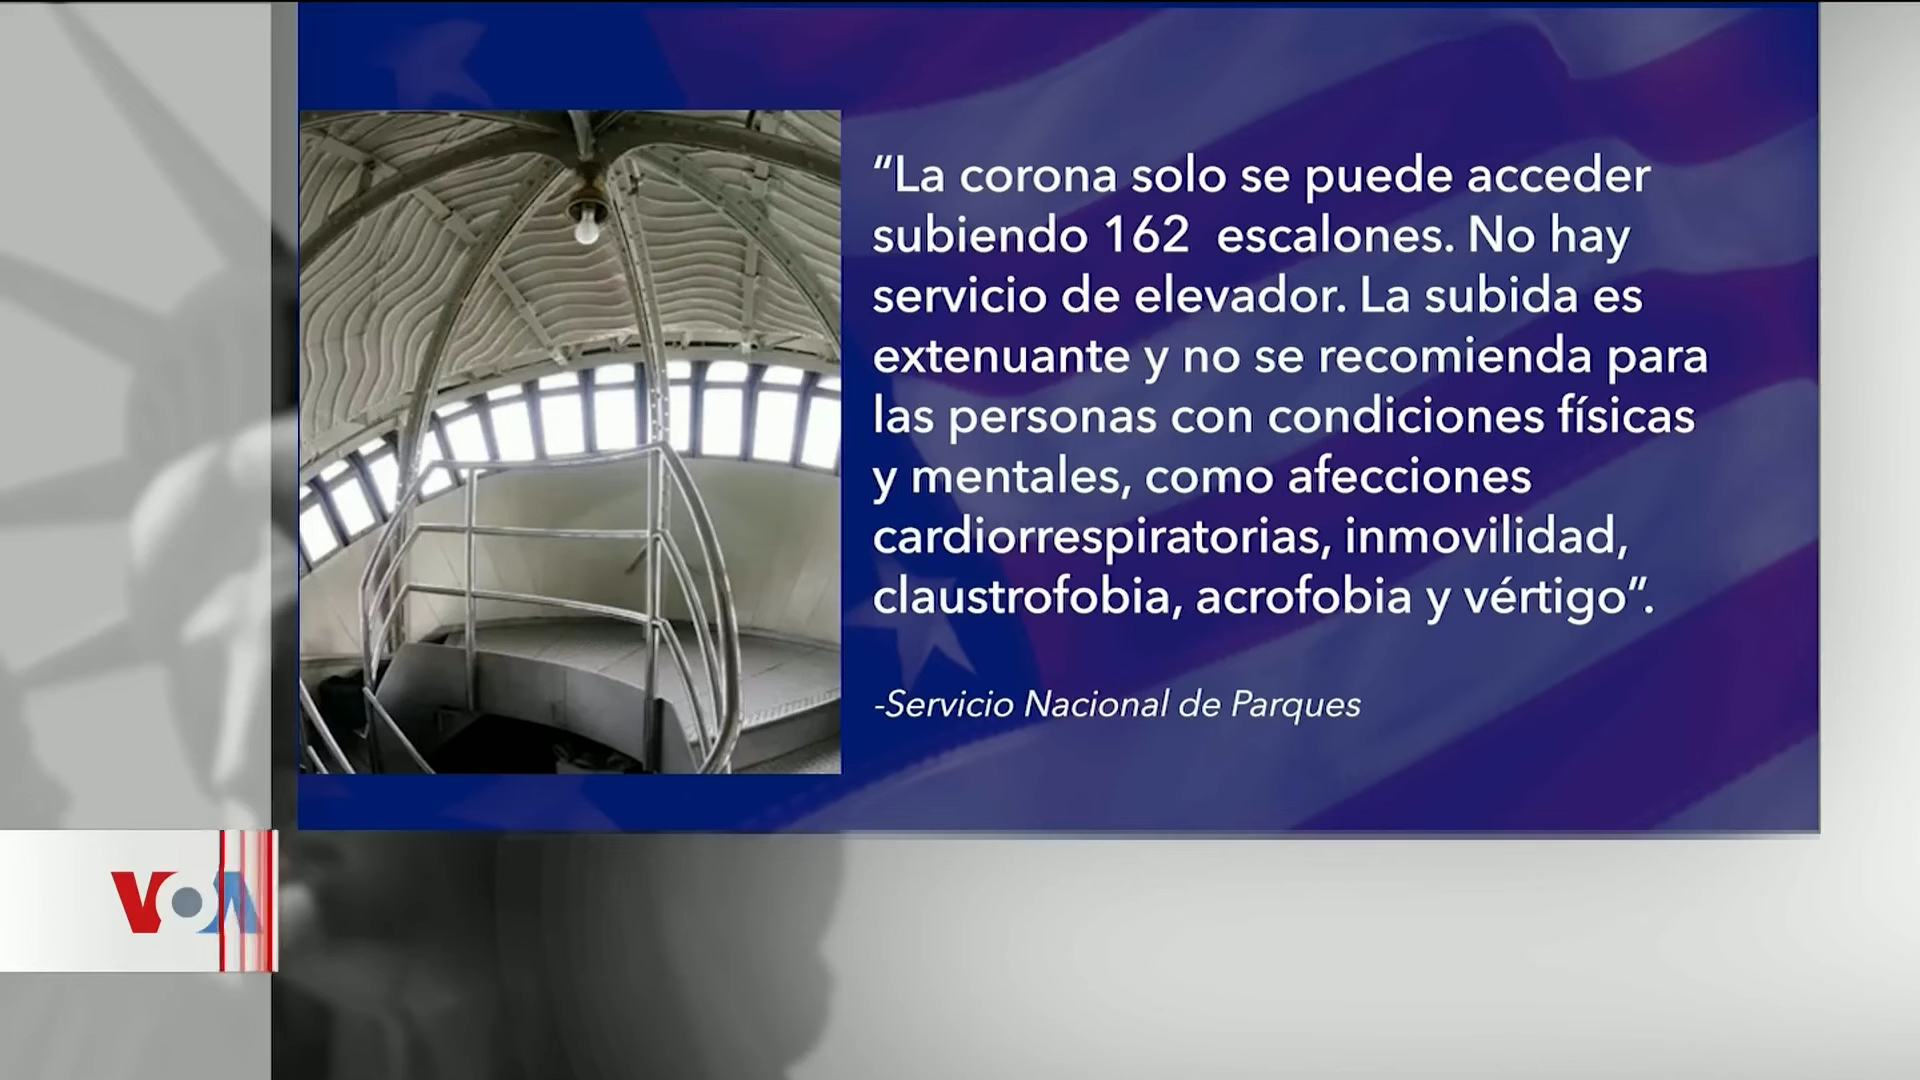 “La corona solo se puede acceder
subiendo 162 escalones. No hay
servicio de elevador. La subida es
extenuante y no se recomienda para
las personas con condiciones físicas
y mentales, como afecciones
cardiorrespiratorias, inmovilidad,
claustrofobia, acrofobia y vértigo”.
-Servicio Nacional de Parques
VOA